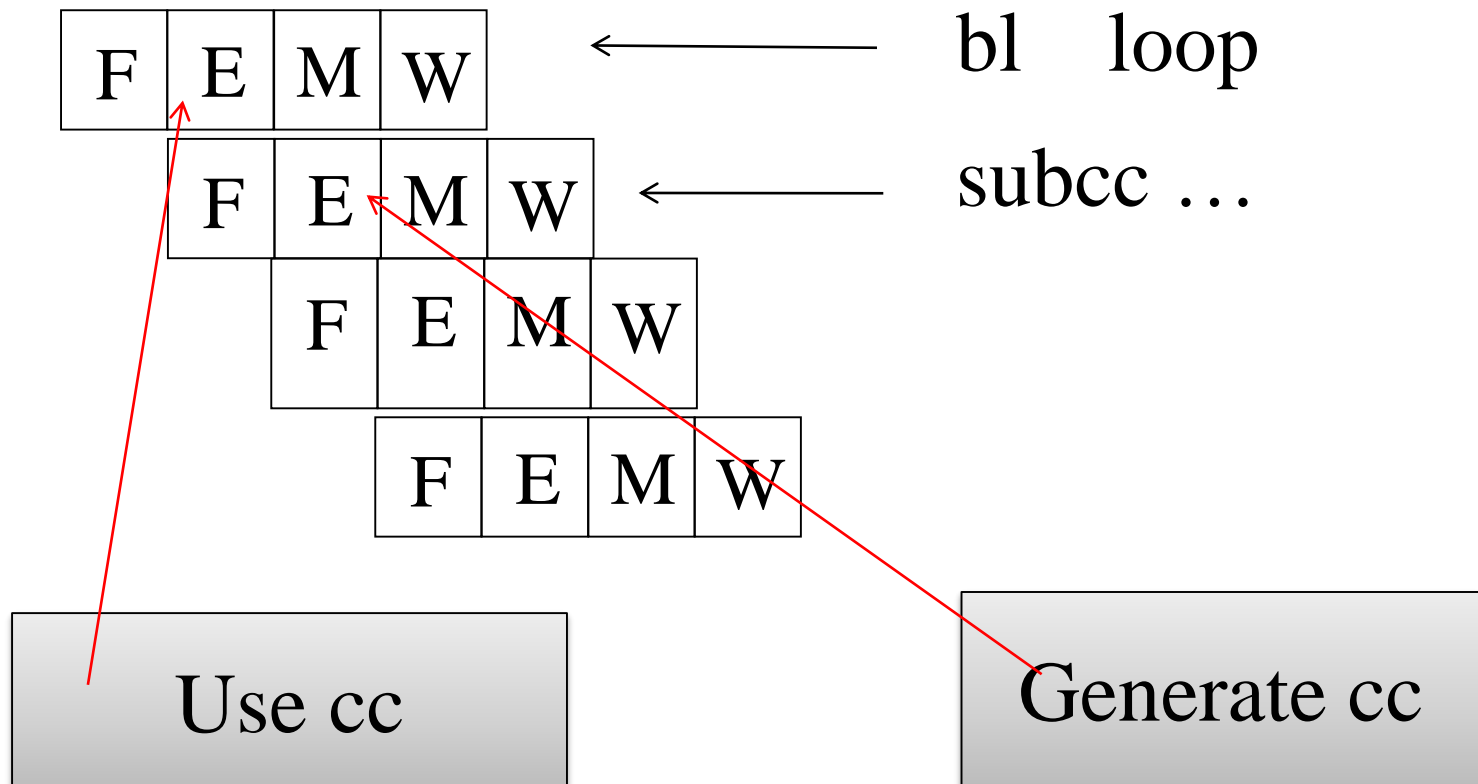 F E M W bl loop
F E M W subcc …
F E M W
F E M W
Use cc
Generate cc